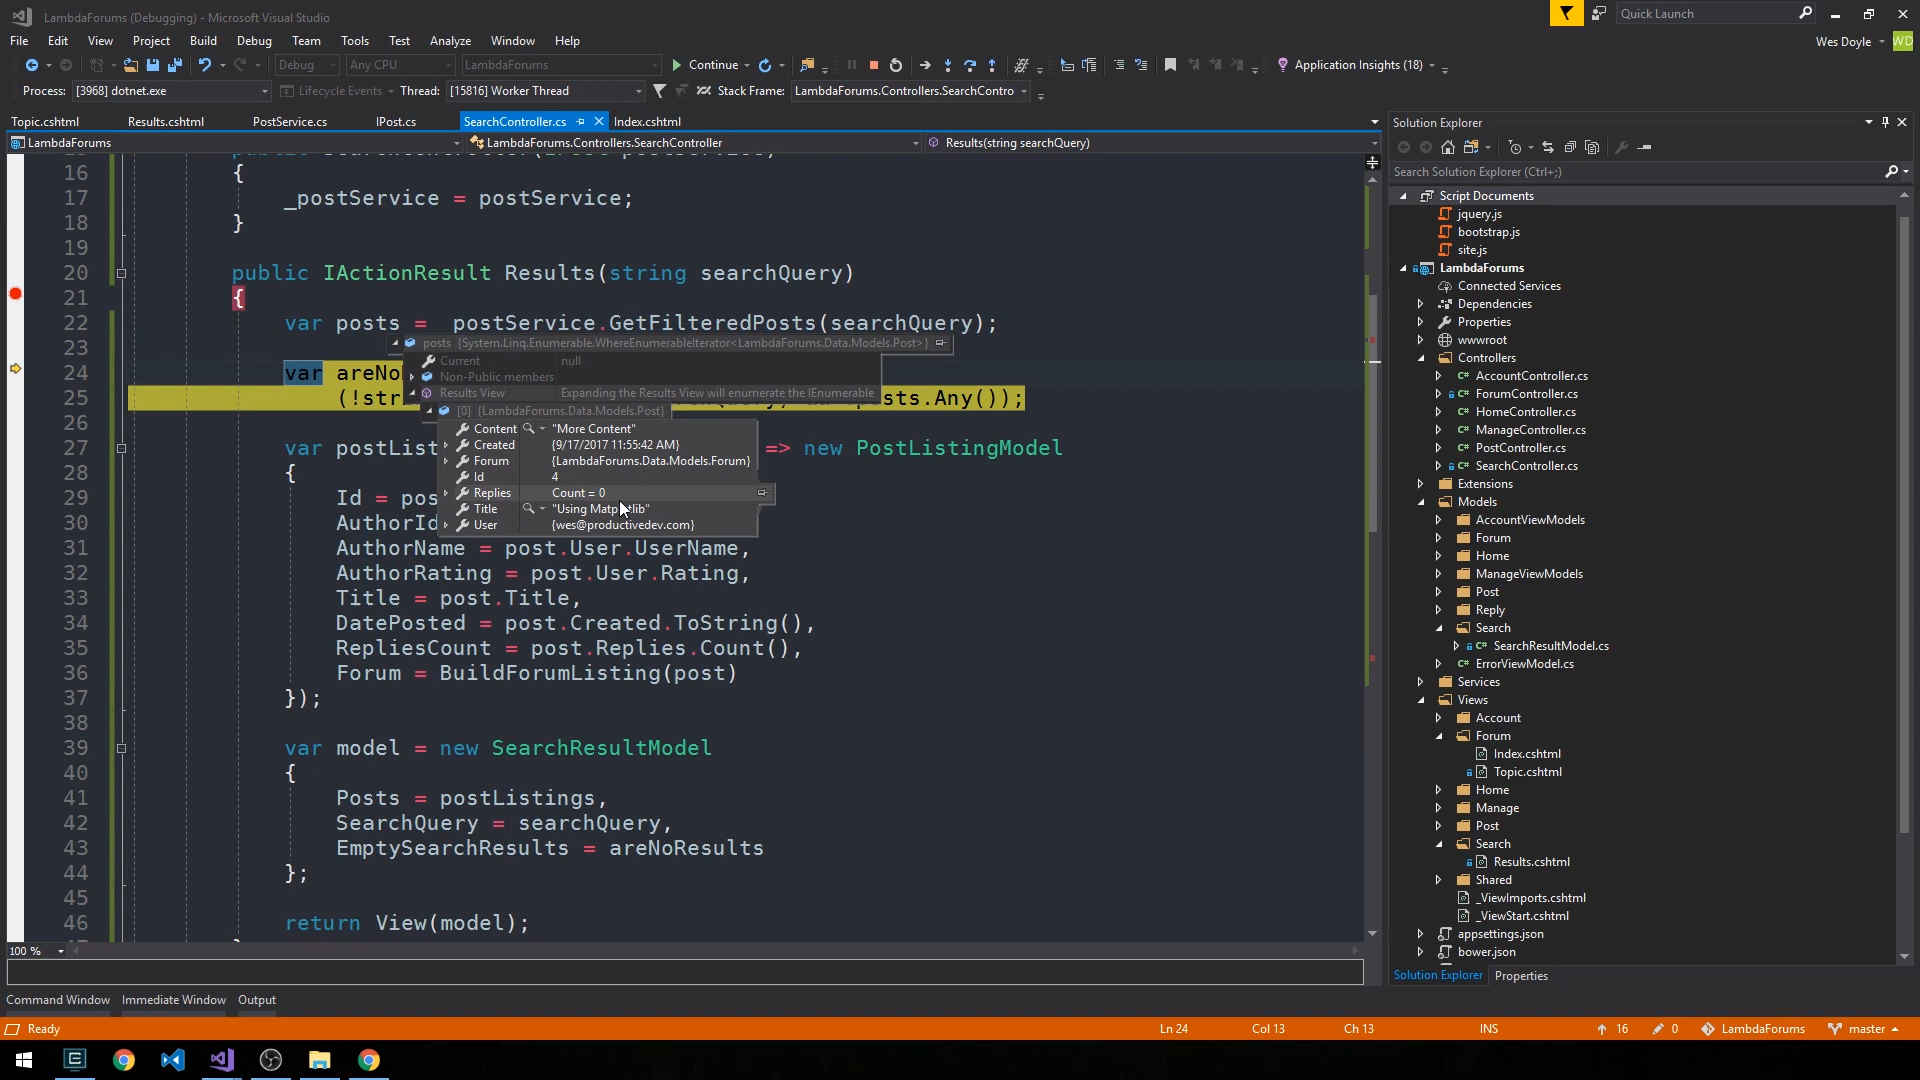 LambdaForums (Debugging) - Microsoft Visual Studio
Quick Launch
File Edit View Project Build Debug Team Tools Test Analyze Window Help
Wes Doyle WD
Debug Any CPU LambdaForums Continue Application Insights (18)
Process: [3968] dotnet.exe Lifecycle Events Thread: [15816] Worker Thread Stack Frame: LambdaForums.Controllers.SearchContro
Topic.cshtml Results.cshtml PostService.cs IPost.cs SearchController.cs Index.cshtml
LambdaForums LambdaForums.Controllers.SearchController Results(string searchQuery)
16 {
17 _postService = postService;
18 }
19
20 public IActionResult Results(string searchQuery)
21 {
22 var posts = postService.GetFilteredPosts(searchQuery);
posts {System.Linq.Enumerable.WhereEnumerableIterator<LambdaForums.Data.Models.Post>}
23
Current null
24 var areNo
Non-Public members
Results View Expanding the Results View will enumerate the IEnumerable
25 (!str posts.Any());
[0] {LambdaForums.Data.Models.Post}
26
Content "More Content"
Created {9/17/2017 11:55:42 AM}
27 var postList => new PostListingModel
Forum {LambdaForums.Data.Models.Forum}
28 {
Id 4
Replies Count = 0
29 Id = pos
Title "Using Matp tlib"
30 AuthorId
User {wes@productivedev.com}
31 AuthorName = post.User.UserName,
32 AuthorRating = post.User.Rating,
33 Title = post.Title,
34 DatePosted = post.Created.ToString(),
35 RepliesCount = post.Replies.Count(),
36 Forum = BuildForumListing(post)
37 });
38
39 var model = new SearchResultModel
40 {
41 Posts = postListings,
42 SearchQuery = searchQuery,
43 EmptySearchResults = areNoResults
44 };
45
46 return View(model);
100 %
Command Window Immediate Window Output
Solution Explorer
Search Solution Explorer (Ctrl+;)
Script Documents
jquery.js
bootstrap.js
site.js
LambdaForums
Connected Services
Dependencies
Properties
wwwroot
Controllers
C# AccountController.cs
C# ForumController.cs
C# HomeController.cs
C# ManageController.cs
C# PostController.cs
C# SearchController.cs
Extensions
Models
AccountViewModels
Forum
Home
ManageViewModels
Post
Reply
Search
C# SearchResultModel.cs
C# ErrorViewModel.cs
Services
Views
Account
Forum
Index.cshtml
Topic.cshtml
Home
Manage
Post
Search
Results.cshtml
Shared
_ViewImports.cshtml
_ViewStart.cshtml
appsettings.json
bower.json
Solution Explorer Properties
Ready Ln 24 Col 13 Ch 13 INS 16 0 LambdaForums master